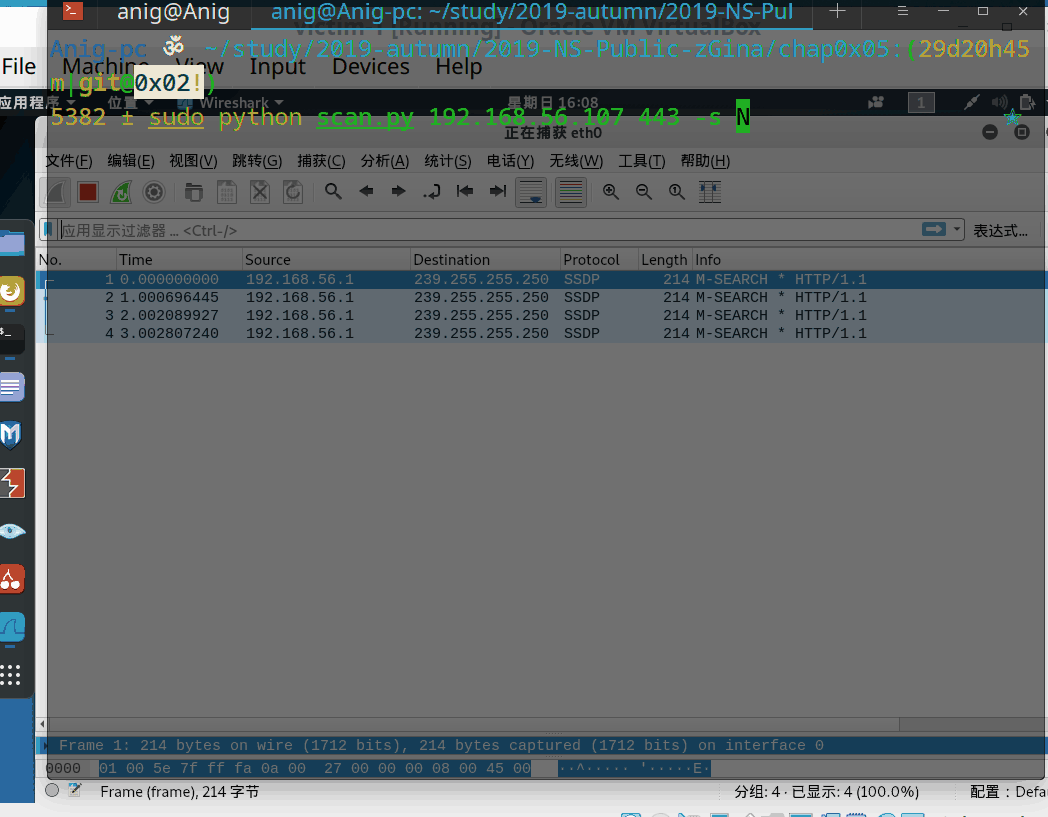 anig@Anig anig@Anig-pc: ~/study/2019-autumn/2019-NS-Pul
Victim-1 [Running] - Oracle VM VirtualBox
Anig-pc ॐ ~/study/2019-autumn/2019-NS-Public-zGina/chap0x05:[29d20h45
File Machine View Input Devices Help
m|git@0x02!)
应用程序 位置 Wireshark 星期日 16:08 1
5382 ± sudo python scan.py 192.168.56.107 443 -s N
正在捕获 eth0
文件(F) 编辑(E) 视图(V) 跳转(G) 捕获(C) 分析(A) 统计(S) 电话(Y) 无线(W) 工具(T) 帮助(H)
应用显示过滤器 … <Ctrl-/> 表达式…
No. Time Source Destination Protocol Length Info
1 0.000000000 192.168.56.1 239.255.255.250 SSDP 214 M-SEARCH * HTTP/1.1
2 1.000696445 192.168.56.1 239.255.255.250 SSDP 214 M-SEARCH * HTTP/1.1
3 2.002089927 192.168.56.1 239.255.255.250 SSDP 214 M-SEARCH * HTTP/1.1
4 3.002807240 192.168.56.1 239.255.255.250 SSDP 214 M-SEARCH * HTTP/1.1
Frame 1: 214 bytes on wire (1712 bits), 214 bytes captured (1712 bits) on interface 0
0000 01 00 5e 7f ff fa 0a 00 27 00 00 00 08 00 45 00 ··^····· '·····E·
Frame (frame), 214 字节 分组: 4 · 已显示: 4 (100.0%) 配置：Defa